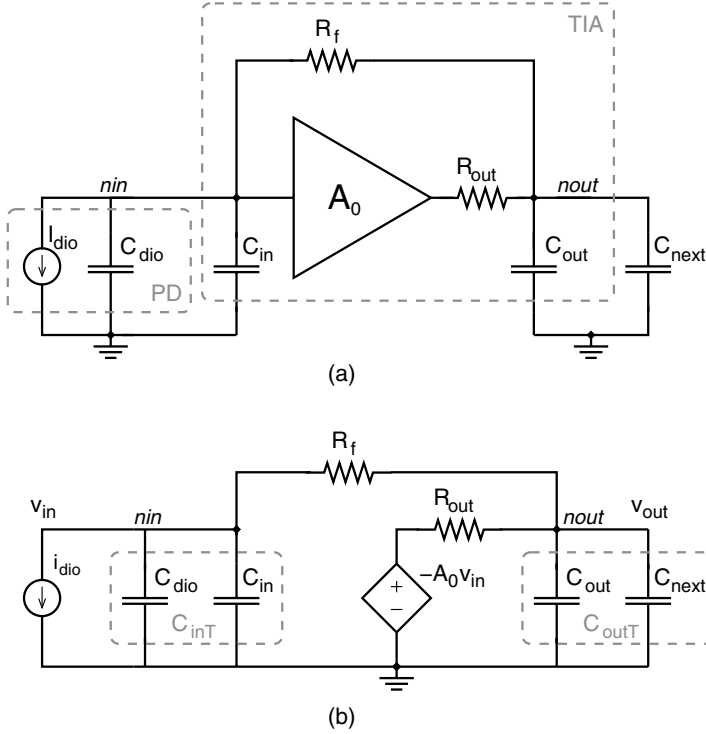 TIA
R_f
nin
A_0
R_out
nout
I_dio
C_dio
C_in
C_out
C_next
PD
(a)
R_f
v_in
nin
R_out
nout
v_out
i_dio
C_dio
C_in
−A_0v_in
C_out
C_next
C_inT
C_outT
(b)